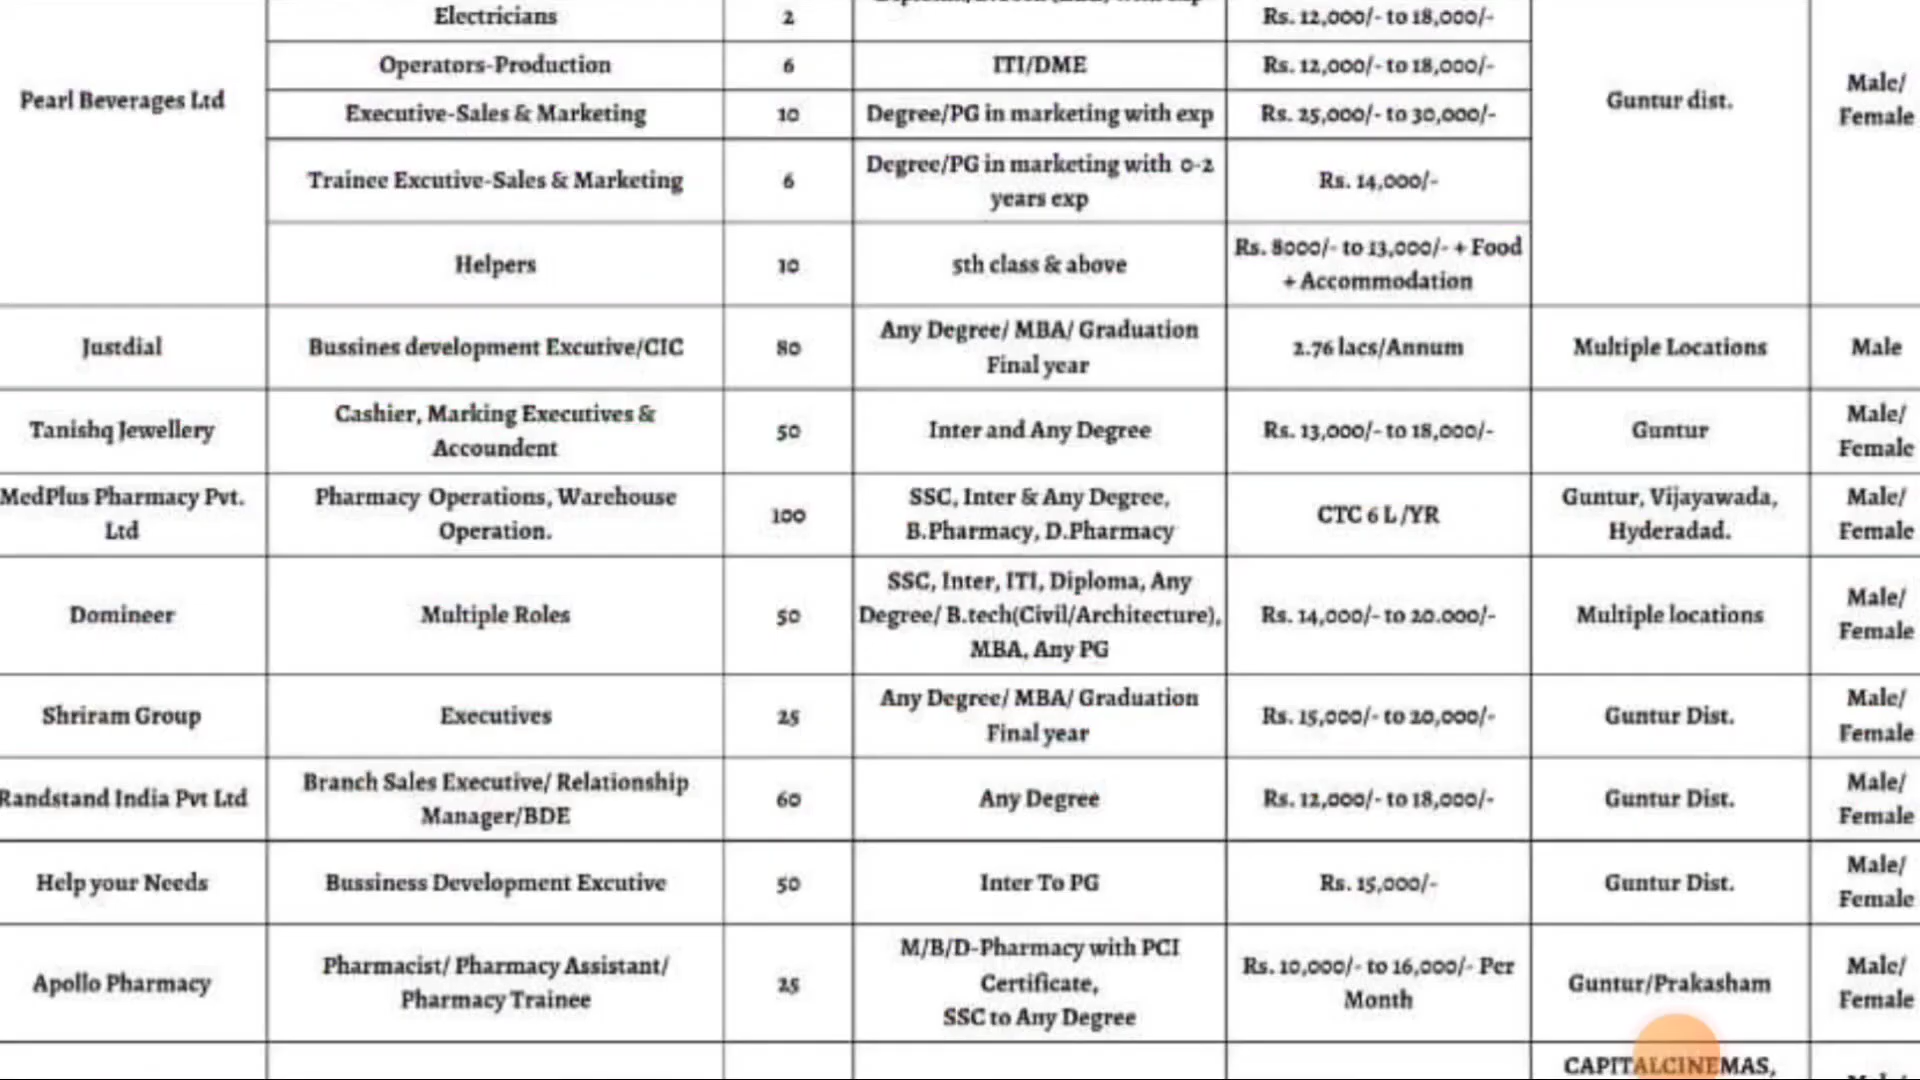 Electricians
2
Rs. 12,000/- to 18,000/-
Pearl Beverages Ltd
Operators-Production
6
ITI/DME
Rs. 12,000/- to 18,000/-
Executive-Sales & Marketing
10
Degree/PG in marketing with exp
Rs. 25,000/- to 30,000/-
Guntur dist.
Male/
Female
Trainee Excutive-Sales & Marketing
6
Degree/PG in marketing with 0-2
years exp
Rs. 14,000/-
Helpers
10
5th class & above
Rs. 8000/- to 13,000/- + Food
+ Accommodation
Justdial
Bussines development Excutive/CIC
80
Any Degree/ MBA/ Graduation
Final year
2.76 lacs/Annum
Multiple Locations
Male
Tanishq Jewellery
Cashier, Marking Executives &
Accoundent
50
Inter and Any Degree
Rs. 13,000/- to 18,000/-
Guntur
Male/
Female
MedPlus Pharmacy Pvt.
Ltd
Pharmacy Operations, Warehouse
Operation.
100
SSC, Inter & Any Degree,
B.Pharmacy, D.Pharmacy
CTC 6 L /YR
Guntur, Vijayawada,
Hyderadad.
Male/
Female
Domineer
Multiple Roles
50
SSC, Inter, ITI, Diploma, Any
Degree/ B.tech(Civil/Architecture),
MBA, Any PG
Rs. 14,000/- to 20.000/-
Multiple locations
Male/
Female
Shriram Group
Executives
25
Any Degree/ MBA/ Graduation
Final year
Rs. 15,000/- to 20,000/-
Guntur Dist.
Male/
Female
Randstand India Pvt Ltd
Branch Sales Executive/ Relationship
Manager/BDE
60
Any Degree
Rs. 12,000/- to 18,000/-
Guntur Dist.
Male/
Female
Help your Needs
Bussiness Development Excutive
50
Inter To PG
Rs. 15,000/-
Guntur Dist.
Male/
Female
Apollo Pharmacy
Pharmacist/ Pharmacy Assistant/
Pharmacy Trainee
25
M/B/D-Pharmacy with PCI
Certificate,
SSC to Any Degree
Rs. 10,000/- to 16,000/- Per
Month
Guntur/Prakasham
Male/
Female
CAPITALCINEMAS,